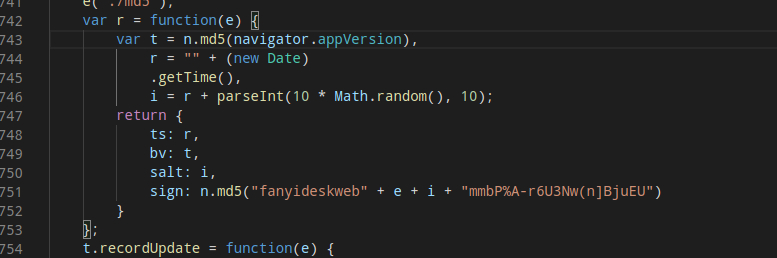 741 e("./md5");
742 var r = function(e) {
743 var t = n.md5(navigator.appVersion),
744 r = "" + (new Date)
745 .getTime(),
746 i = r + parseInt(10 * Math.random(), 10);
747 return {
748 ts: r,
749 bv: t,
750 salt: i,
751 sign: n.md5("fanyideskweb" + e + i + "mmbP%A-r6U3Nw(n]BjuEU")
752 }
753 };
754 t.recordUpdate = function(e) {